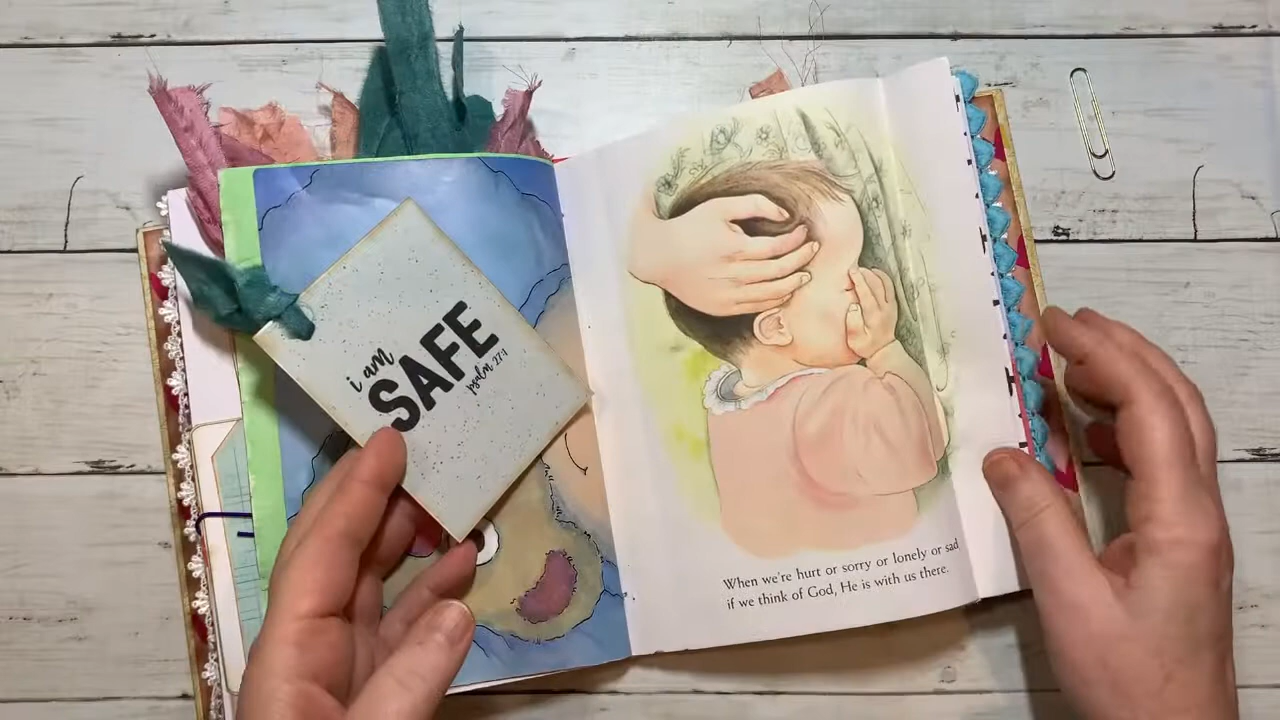 i am
SAFE
psalm 27:1
When we're hurt or sorry or lonely or sad
if we think of God, He is with us there.